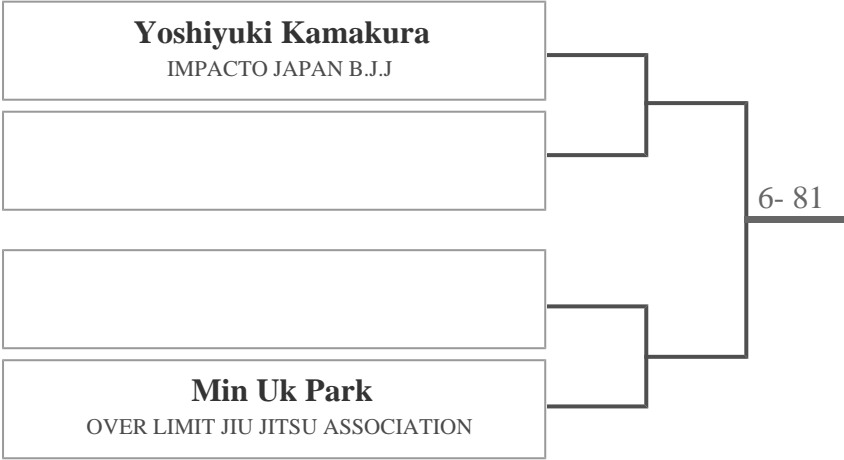 Yoshiyuki Kamakura
IMPACTO JAPAN B.J.J
6- 81
Min Uk Park
OVER LIMIT JIU JITSU ASSOCIATION